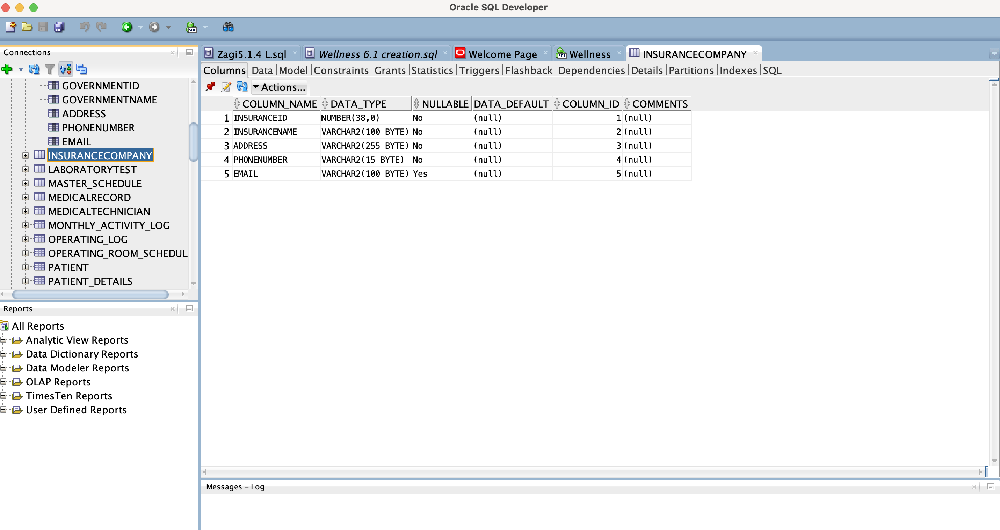 Oracle SQL Developer
SQL
Connections
Zagi5.1.4 L.sql
Wellness 6.1 creation.sql
Welcome Page
SQL
Wellness
INSURANCECOMPANY
Columns Data Model Constraints Grants Statistics Triggers Flashback Dependencies Details Partitions Indexes SQL
Actions...
GOVERNMENTID
GOVERNMENTNAME
ADDRESS
PHONENUMBER
EMAIL
INSURANCECOMPANY
LABORATORYTEST
MASTER_SCHEDULE
MEDICALRECORD
MEDICALTECHNICIAN
MONTHLY_ACTIVITY_LOG
OPERATING_LOG
OPERATING_ROOM_SCHEDUL
PATIENT
PATIENT_DETAILS
COLUMN_NAME DATA_TYPE NULLABLE DATA_DEFAULT COLUMN_ID COMMENTS
1 INSURANCEID NUMBER(38,0) No (null) 1 (null)
2 INSURANCENAME VARCHAR2(100 BYTE) No (null) 2 (null)
3 ADDRESS VARCHAR2(255 BYTE) No (null) 3 (null)
4 PHONENUMBER VARCHAR2(15 BYTE) No (null) 4 (null)
5 EMAIL VARCHAR2(100 BYTE) Yes (null) 5 (null)
Reports
All Reports
Analytic View Reports
Data Dictionary Reports
Data Modeler Reports
OLAP Reports
TimesTen Reports
User Defined Reports
Messages - Log